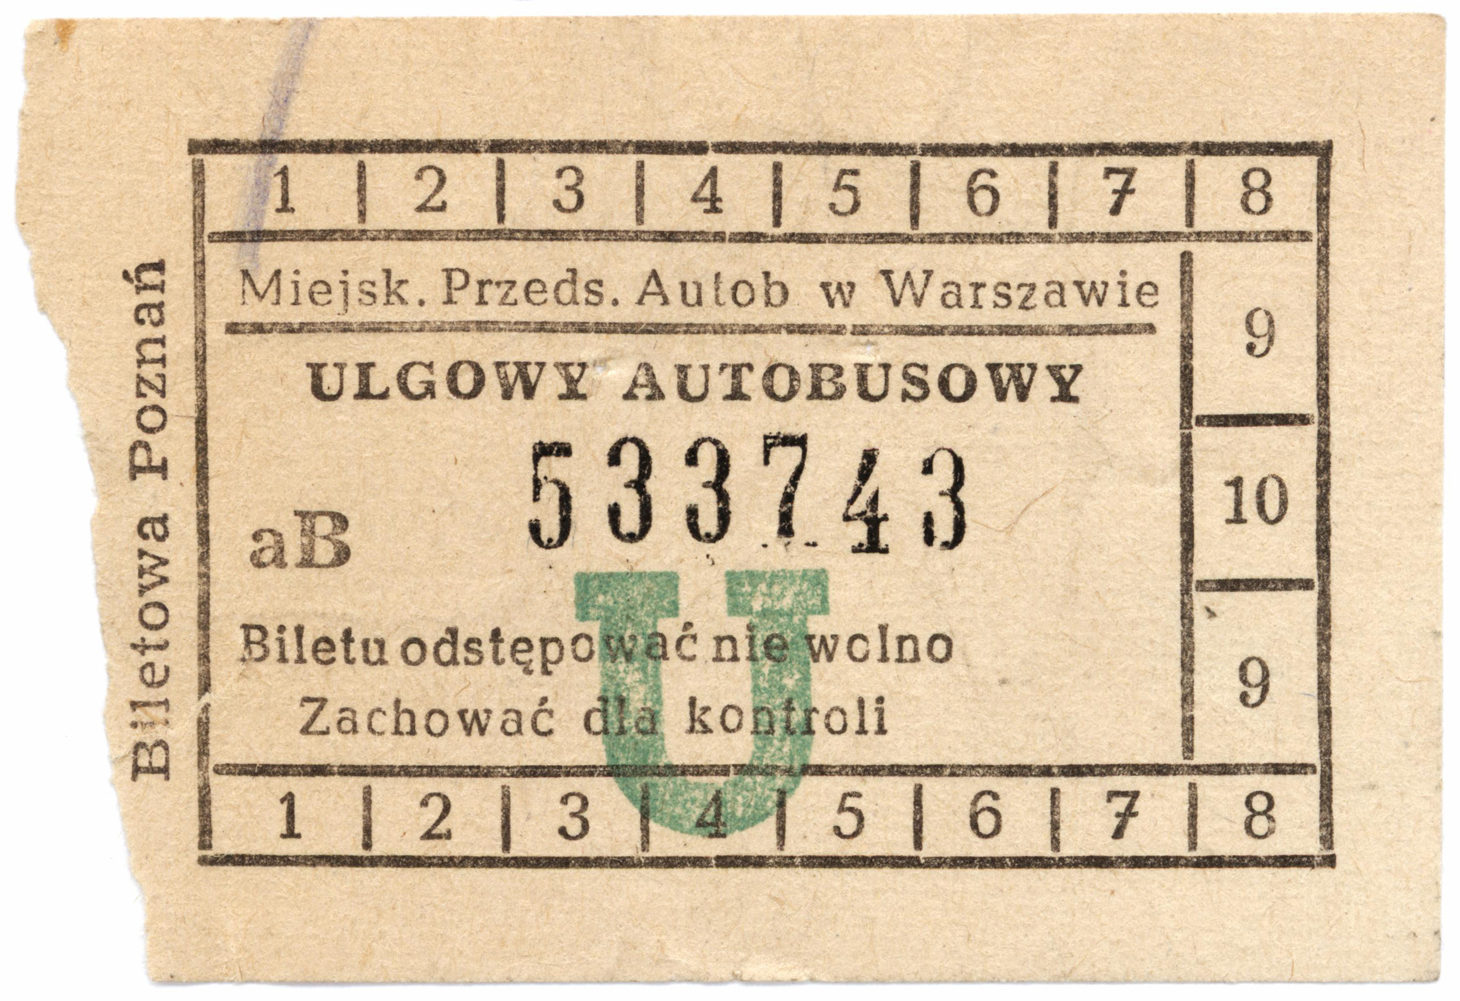 1 | 2 | 3 | 4 | 5 | 6 | 7 | 8
Miejsk. Przeds. Autob w Warszawie
ULGOWY AUTOBUSOWY
533743
aB
U
Biletu odstępować nie wolno
Zachować dla kontroli
9
10
9
1 | 2 | 3 | 4 | 5 | 6 | 7 | 8
Biletowa Poznań